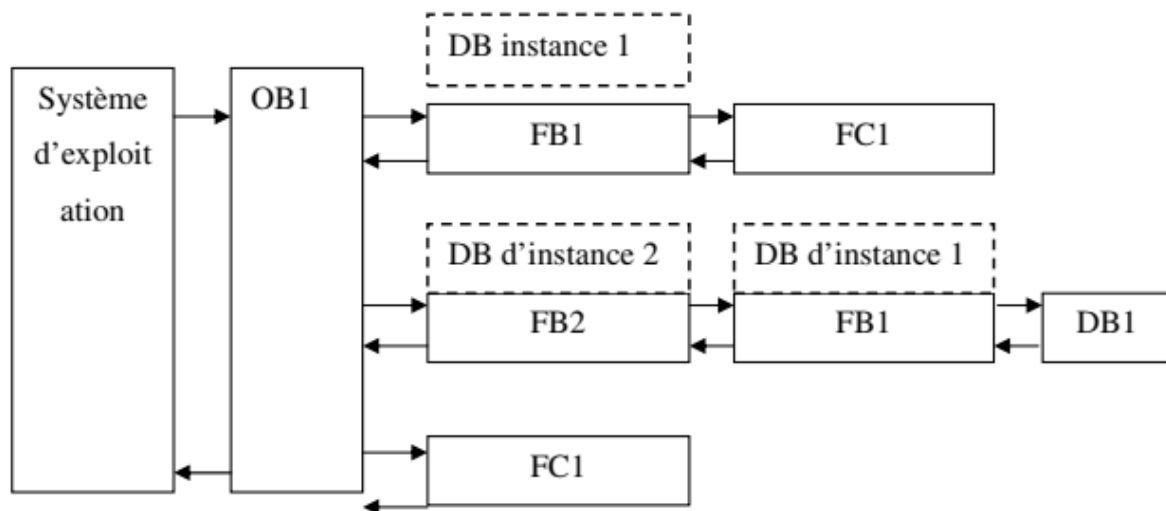 DB instance 1
Système
d’exploit
ation
OB1
FB1
FC1
DB d’instance 2
DB d’instance 1
FB2
FB1
DB1
FC1